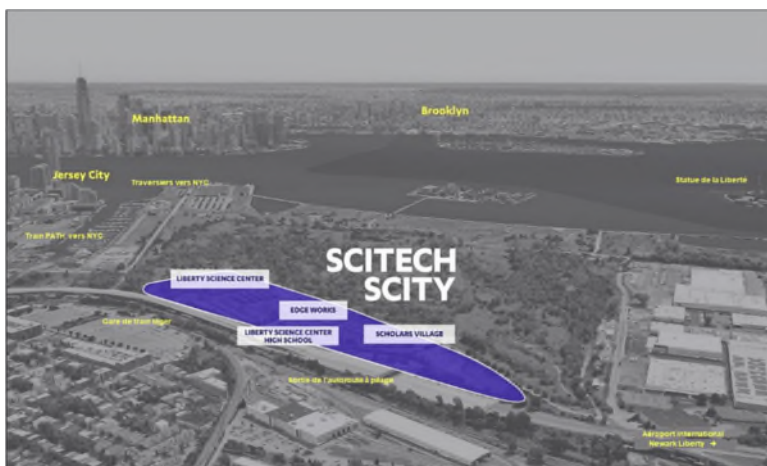 Manhattan
Brooklyn
Jersey City
Traversiers vers NYC
Statue de la Liberté
Train PATH vers NYC
SCITECH
SCITY
LIBERTY SCIENCE CENTER
EDGE WORKS
LIBERTY SCIENCE CENTER
HIGH SCHOOL
SCHOLARS VILLAGE
Gare de train léger
Sortie de l'autoroute à péage
Aéroport International
Newark Liberty →